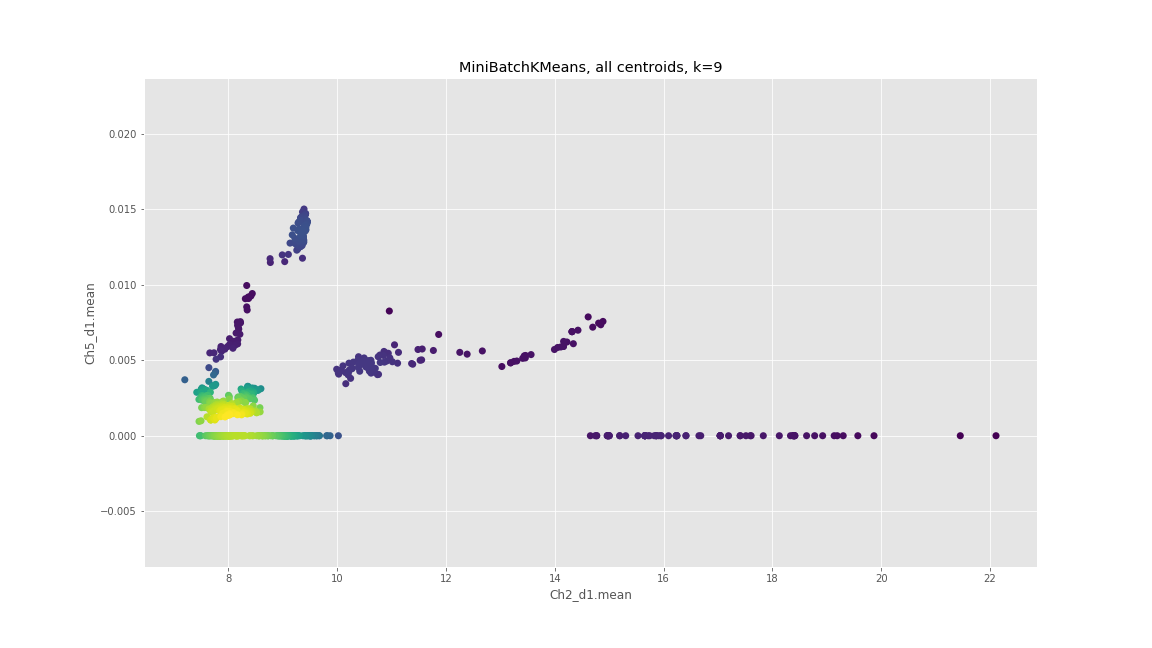 MiniBatchKMeans, all centroids, k=9
0.020
0.015
0.010
0.005
0.000
−0.005
Ch5_d1.mean
8 10 12 14 16 18 20 22
Ch2_d1.mean